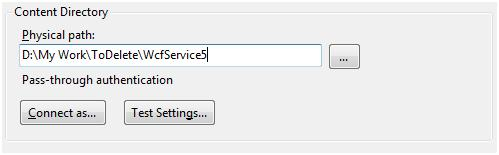 Content Directory
Physical path:
D:\My Work\ToDelete\WcfService5
...
Pass-through authentication
Connect as...
Test Settings...